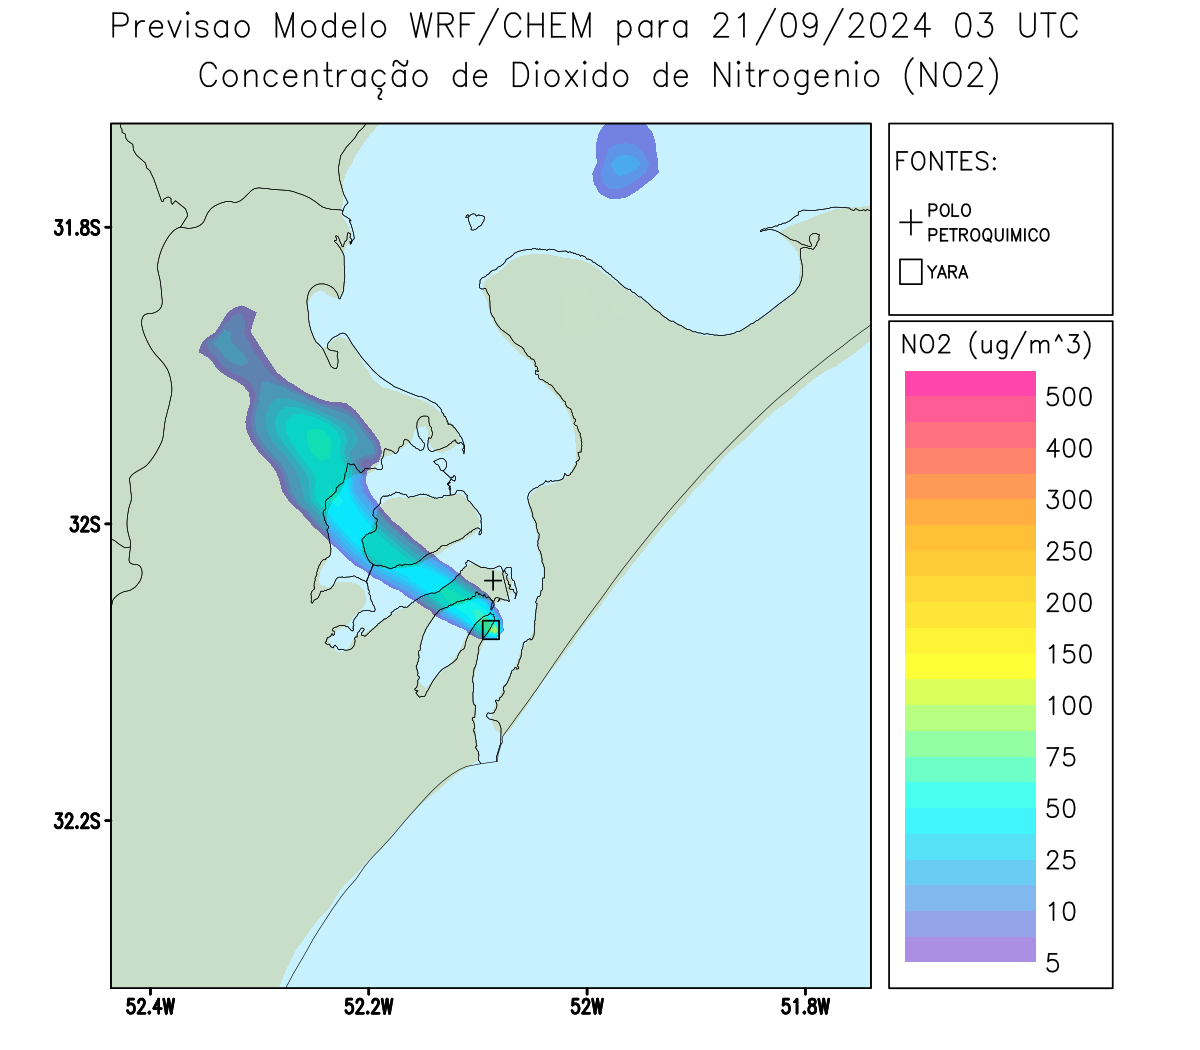 Previsao Modelo WRF/CHEM para 21/09/2024 03 UTC
Concentração de Dioxido de Nitrogenio (NO2)
FONTES:
POLO
PETROQUIMICO
YARA
NO2 (ug/m^3)
500
400
300
250
200
150
100
75
50
25
10
5
31.8S
32S
32.2S
52.4W
52.2W
52W
51.8W